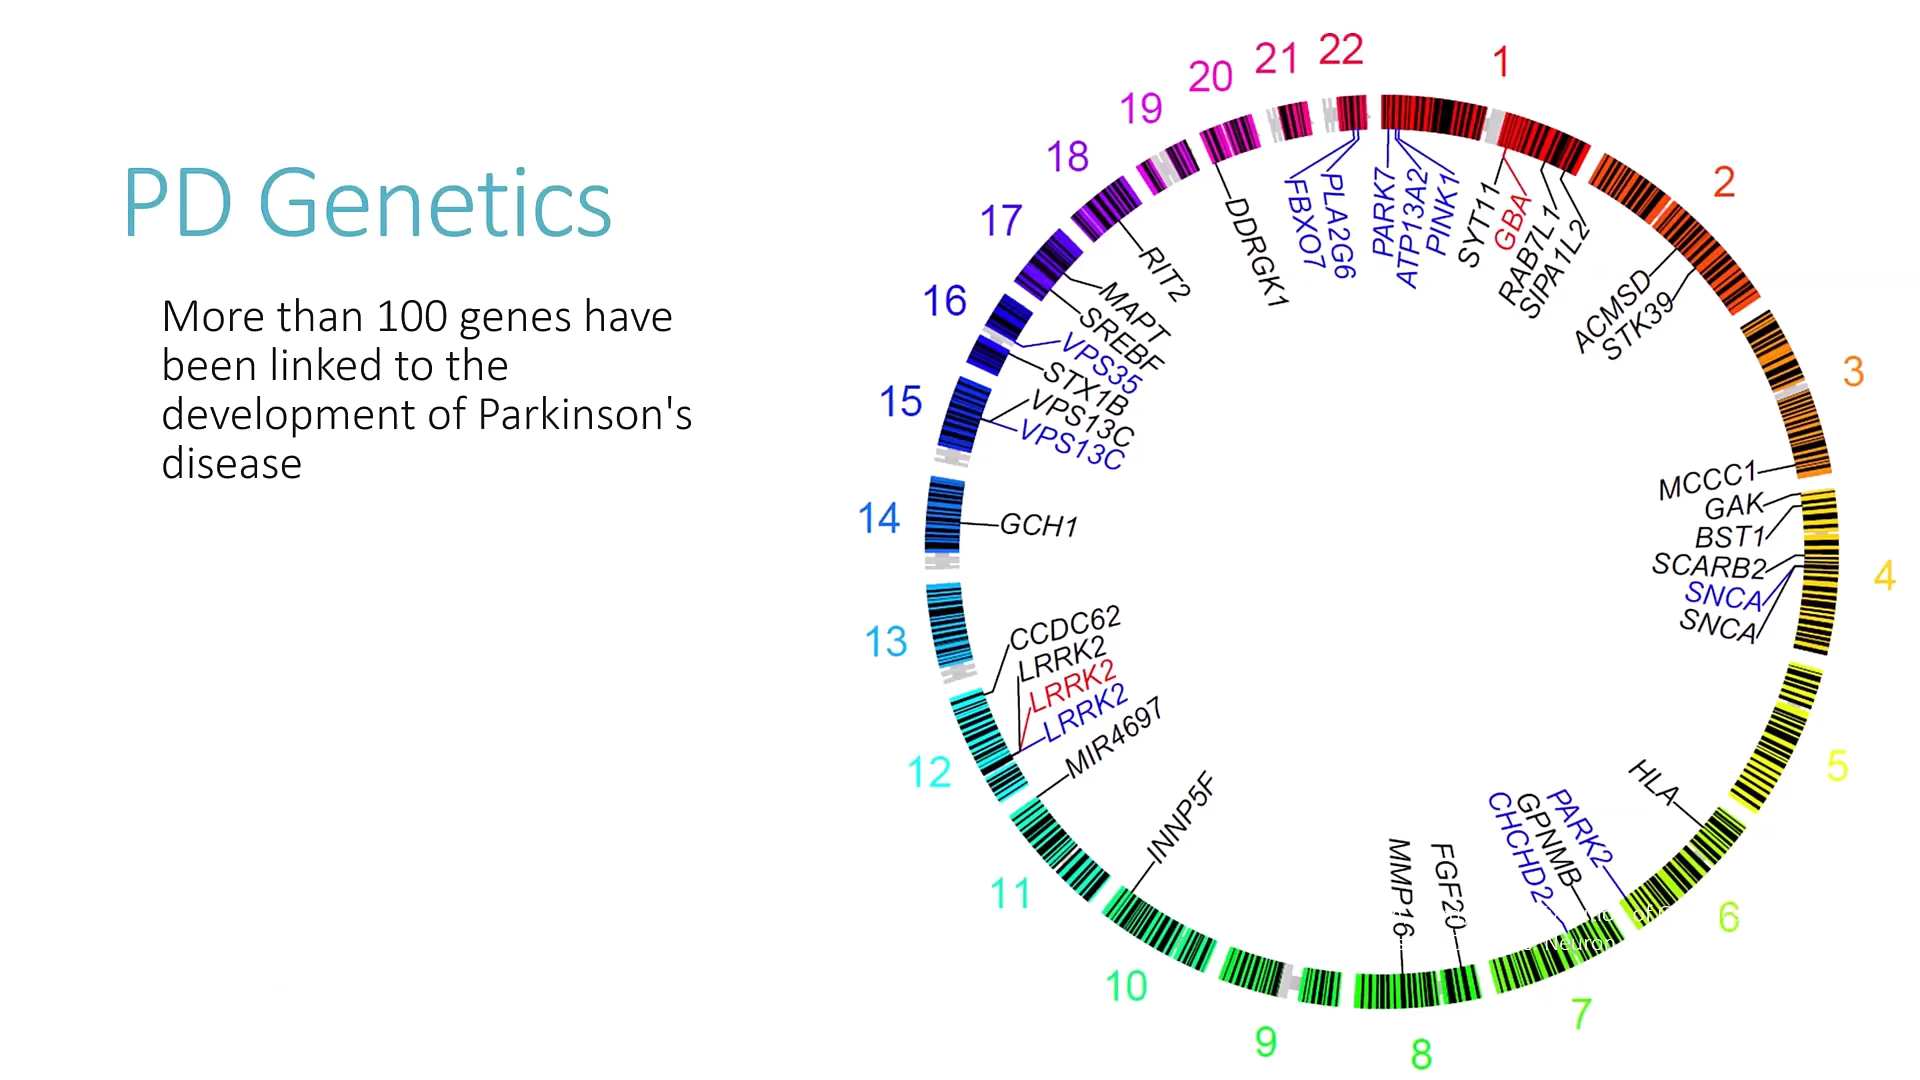 PD Genetics
More than 100 genes have
been linked to the
development of Parkinson's
disease
1
2
3
4
5
6
7
8
9
10
11
12
13
14
15
16
17
18
19
20
21
22
PARK7
ATP13A2
PINK1
SYT11
GBA
RAB7L1
SIPA1L2
ACMSD
STK39
MCCC1
GAK
BST1
SCARB2
SNCA
SNCA
HLA
PARK2
GPNMB
CHCHD2
FGF20
MMP16
INNP5F
MIR4697
LRRK2
LRRK2
LRRK2
CCDC62
GCH1
VPS13C
VPS13C
STX1B
VPS35
SREBF
MAPT
RIT2
DDRGK1
FBXO7
PLA2G6
of
Neuron